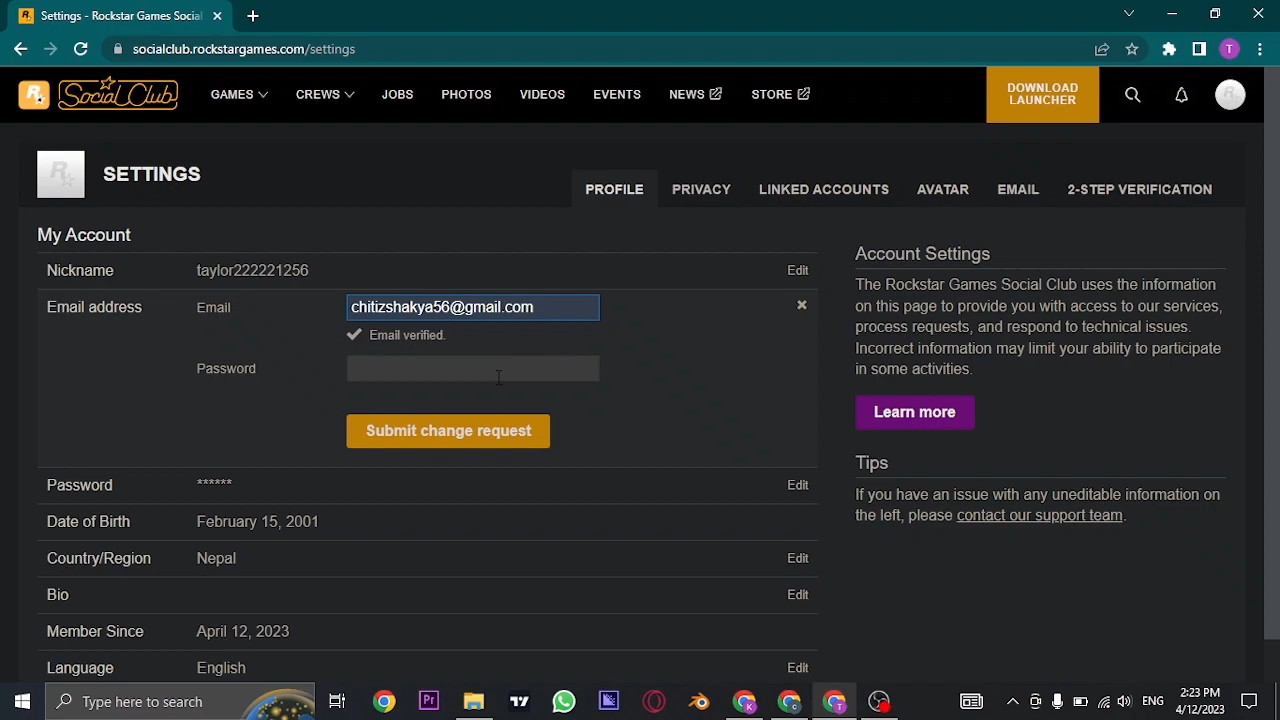 Settings - Rockstar Games Social
socialclub.rockstargames.com/settings
T
Social Club
GAMES
CREWS
JOBS
PHOTOS
VIDEOS
EVENTS
NEWS
STORE
DOWNLOAD
LAUNCHER
SETTINGS
PROFILE
PRIVACY
LINKED ACCOUNTS
AVATAR
EMAIL
2-STEP VERIFICATION
My Account
Nickname taylor222221256 Edit
Email address Email chitizshakya56@gmail.com
Email verified.
Password
Submit change request
Password ****** Edit
Date of Birth February 15, 2001
Country/Region Nepal Edit
Bio Edit
Member Since April 12, 2023
Language English Edit
Account Settings
The Rockstar Games Social Club uses the information
on this page to provide you with access to our services,
process requests, and respond to technical issues.
Incorrect information may limit your ability to participate
in some activities.
Learn more
Tips
If you have an issue with any uneditable information on
the left, please contact our support team.
Type here to search
Pr
ENG
2:23 PM
4/12/2023